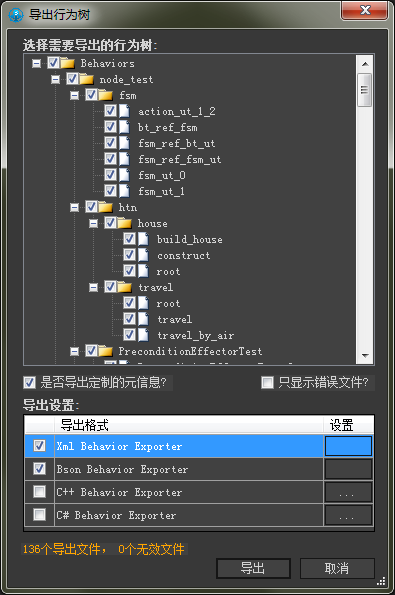 导出行为树
选择需要导出的行为树:
Behaviors
node_test
fsm
action_ut_1_2
bt_ref_fsm
fsm_ref_bt_ut
fsm_ref_fsm_ut
fsm_ut_0
fsm_ut_1
htn
house
build_house
construct
root
travel
root
travel
travel_by_air
PreconditionEffectorTest
是否导出定制的元信息? 只显示错误文件?
导出设置:
导出格式 设置
Xml Behavior Exporter
Bson Behavior Exporter
C++ Behavior Exporter ...
C# Behavior Exporter ...
136个导出文件, 0个无效文件
导出 取消